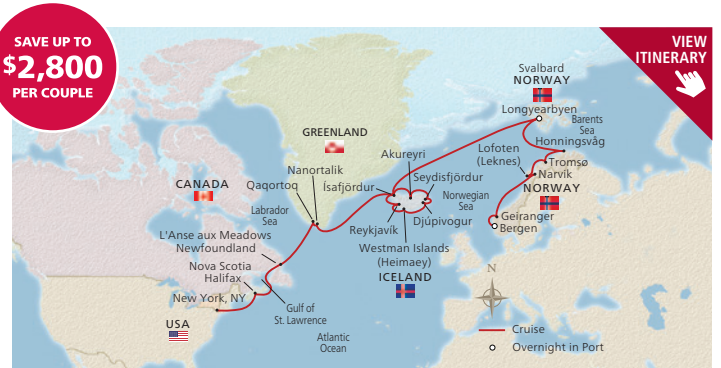 SAVE UP TO
$2,800
PER COUPLE
VIEW
ITINERARY
Svalbard
NORWAY
Longyearbyen
Barents
Sea
Honningsvåg
GREENLAND
Akureyri
Lofoten
(Leknes)
Tromsø
Narvik
NORWAY
Nanortalik
Seydisfjördur
CANADA
Qaqortoq
Ísafjördur
Norwegian
Sea
Labrador
Sea
Geiranger
Bergen
Djúpivogur
Reykjavík
L'Anse aux Meadows
Newfoundland
Westman Islands
(Heimaey)
ICELAND
Nova Scotia
Halifax
N
New York, NY
Gulf of
St. Lawrence
USA
Atlantic
Ocean
Cruise
Overnight in Port